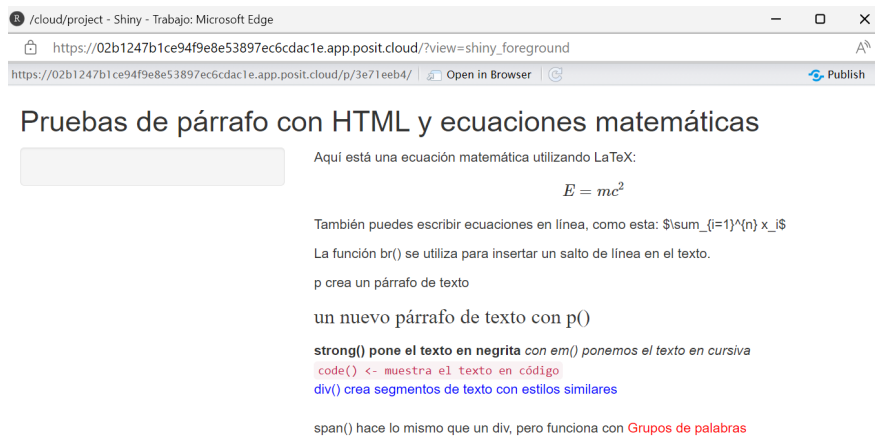 /cloud/project - Shiny - Trabajo: Microsoft Edge
https://02b1247b1ce94f9e8e53897ec6cdac1e.app.posit.cloud/?view=shiny_foreground
https://02b1247b1ce94f9e8e53897ec6cdac1e.app.posit.cloud/p/3e71eeb4/ Open in Browser Publish
Pruebas de párrafo con HTML y ecuaciones matemáticas
Aquí está una ecuación matemática utilizando LaTeX:
E = mc²
También puedes escribir ecuaciones en línea, como esta: $\sum_{i=1}^{n} x_i$
La función br() se utiliza para insertar un salto de línea en el texto.
p crea un párrafo de texto
un nuevo párrafo de texto con p()
strong() pone el texto en negrita con em() ponemos el texto en cursiva
code() <- muestra el texto en código
div() crea segmentos de texto con estilos similares
span() hace lo mismo que un div, pero funciona con Grupos de palabras